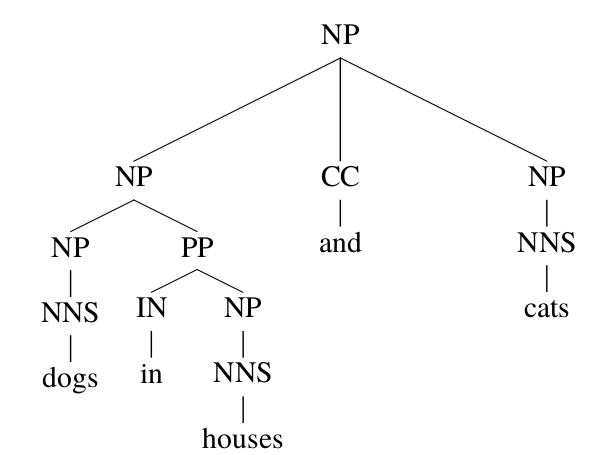 NP
NP CC NP
NP PP and NNS
NNS IN NP cats
dogs in NNS
houses